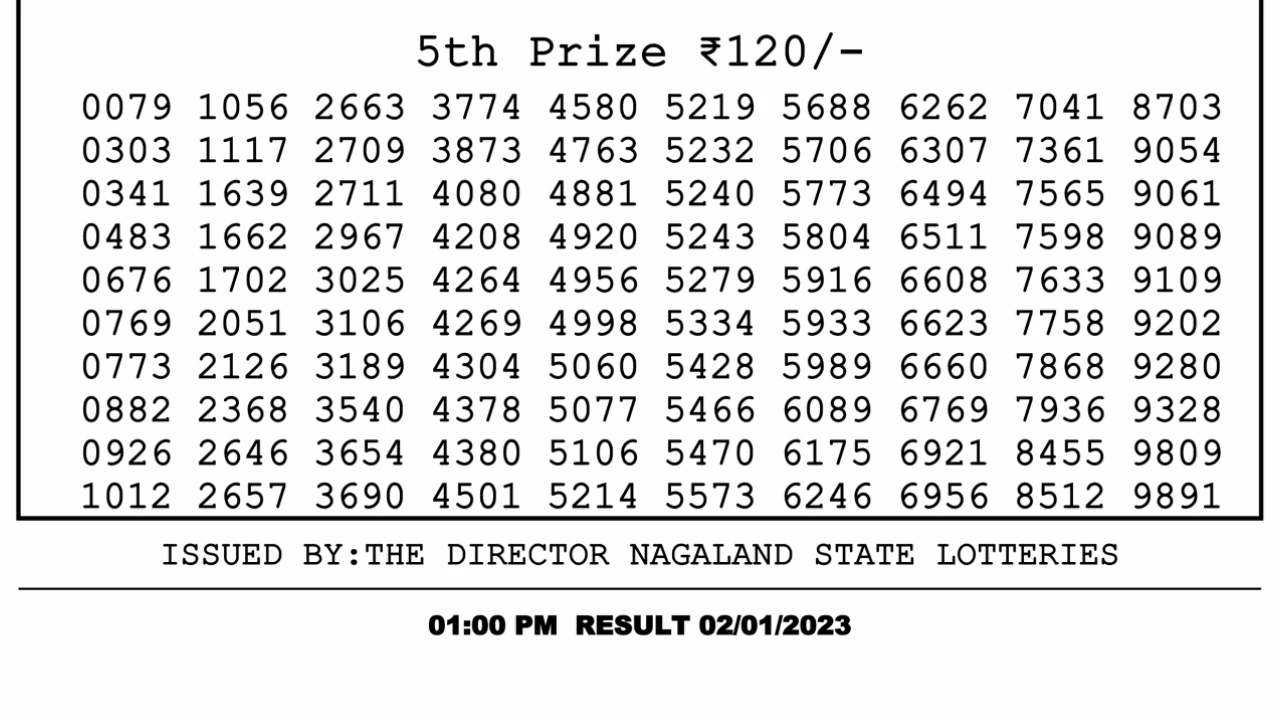 5th Prize ₹120/-
0079 1056 2663 3774 4580 5219 5688 6262 7041 8703
0303 1117 2709 3873 4763 5232 5706 6307 7361 9054
0341 1639 2711 4080 4881 5240 5773 6494 7565 9061
0483 1662 2967 4208 4920 5243 5804 6511 7598 9089
0676 1702 3025 4264 4956 5279 5916 6608 7633 9109
0769 2051 3106 4269 4998 5334 5933 6623 7758 9202
0773 2126 3189 4304 5060 5428 5989 6660 7868 9280
0882 2368 3540 4378 5077 5466 6089 6769 7936 9328
0926 2646 3654 4380 5106 5470 6175 6921 8455 9809
1012 2657 3690 4501 5214 5573 6246 6956 8512 9891
ISSUED BY:THE DIRECTOR NAGALAND STATE LOTTERIES
01:00 PM RESULT 02/01/2023